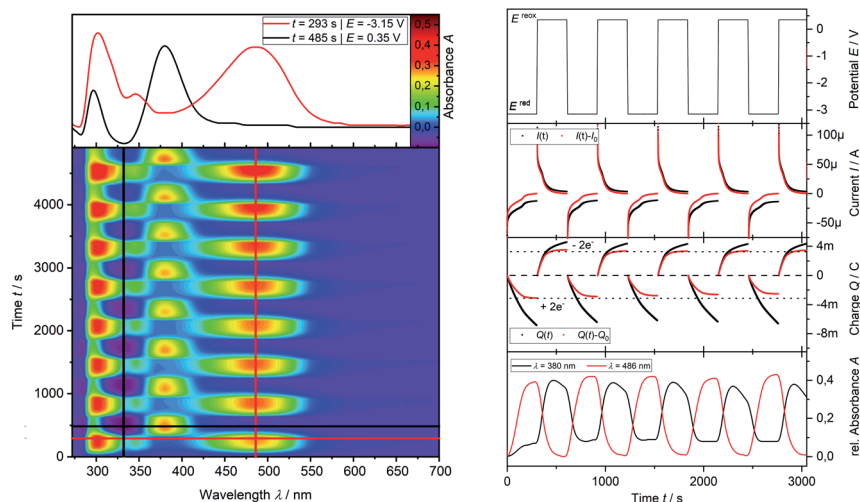 t = 293 s | E = -3.15 V
t = 485 s | E = 0.35 V
0,5
0,4
0,3
0,2
0,1
0,0
Absorbance A
4000
3000
2000
1000
0
Time t / s
300 350 400 450 500 550 600 650 700
Wavelength λ / nm
E reox
E red
0
-1
-2
-3
Potential E / V
I(t) I(t)-I0
100µ
50µ
0
-50µ
Current I / A
- 2e-
+ 2e-
Q(t) Q(t)-Q0
4m
0
-4m
-8m
Charge Q / C
λ = 380 nm λ = 486 nm
0,4
0,2
0,0
rel. Absorbance A
0 1000 2000 3000
Time t / s